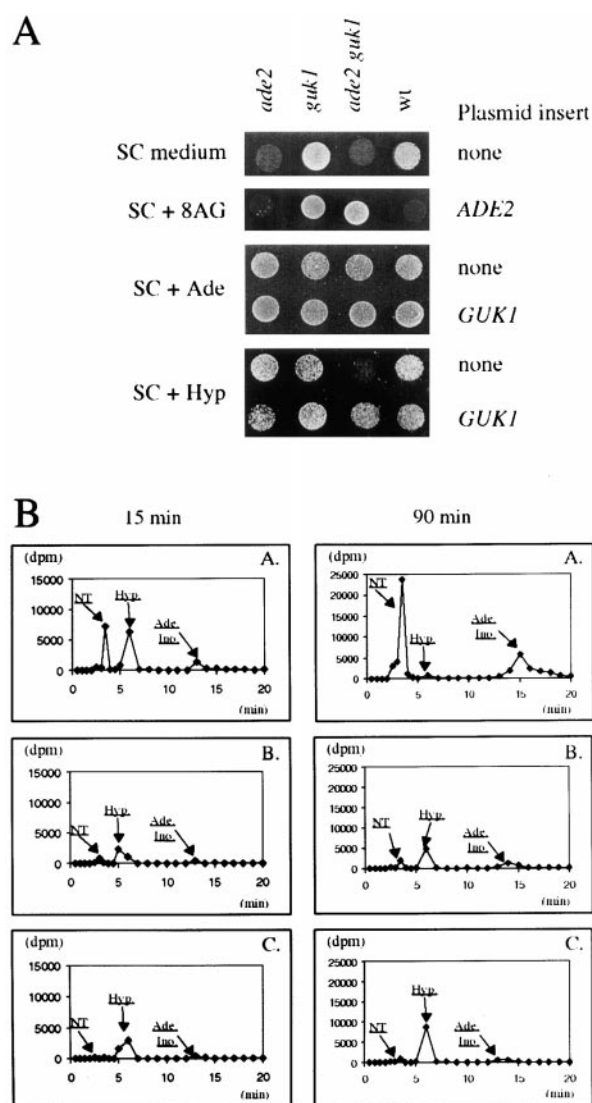 A
ade2
guk1
ade2 guk1
wt
Plasmid insert
SC medium
none
SC + 8AG
ADE2
SC + Ade
none
GUK1
SC + Hyp
none
GUK1
B
15 min
90 min
(dpm)
A.
15000
10000
5000
0
NT
Hyp.
Ade
Ino.
0
5
10
15
20
(min)
(dpm)
A.
25000
20000
15000
10000
5000
0
NT
Hyp
Ade
Ino.
0
5
10
15
20
(min)
(dpm)
B.
15000
10000
5000
0
NT
Hyp.
Ade
Ino.
0
5
10
15
20
(dpm)
B.
25000
20000
15000
10000
5000
0
NT
Hyp.
Ade
Ino.
0
5
10
15
20
(min)
(dpm)
C.
15000
10000
5000
0
NT
Hyp.
Ade
Ino.
0
5
10
15
20
(min)
(dpm)
C.
25000
20000
15000
10000
5000
0
NT
Hyp.
Ade
Ino.
0
5
10
15
20
(min)